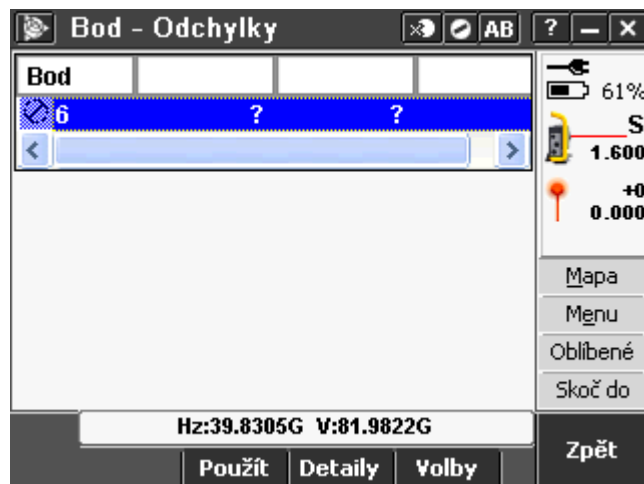 Bod - Odchylky
AB
?
Bod
6 ? ?
61%
S
1.600
+0
0.000
Mapa
Menu
Oblíbené
Skoč do
Hz:39.8305G V:81.9822G
Použít Detaily Volby
Zpět